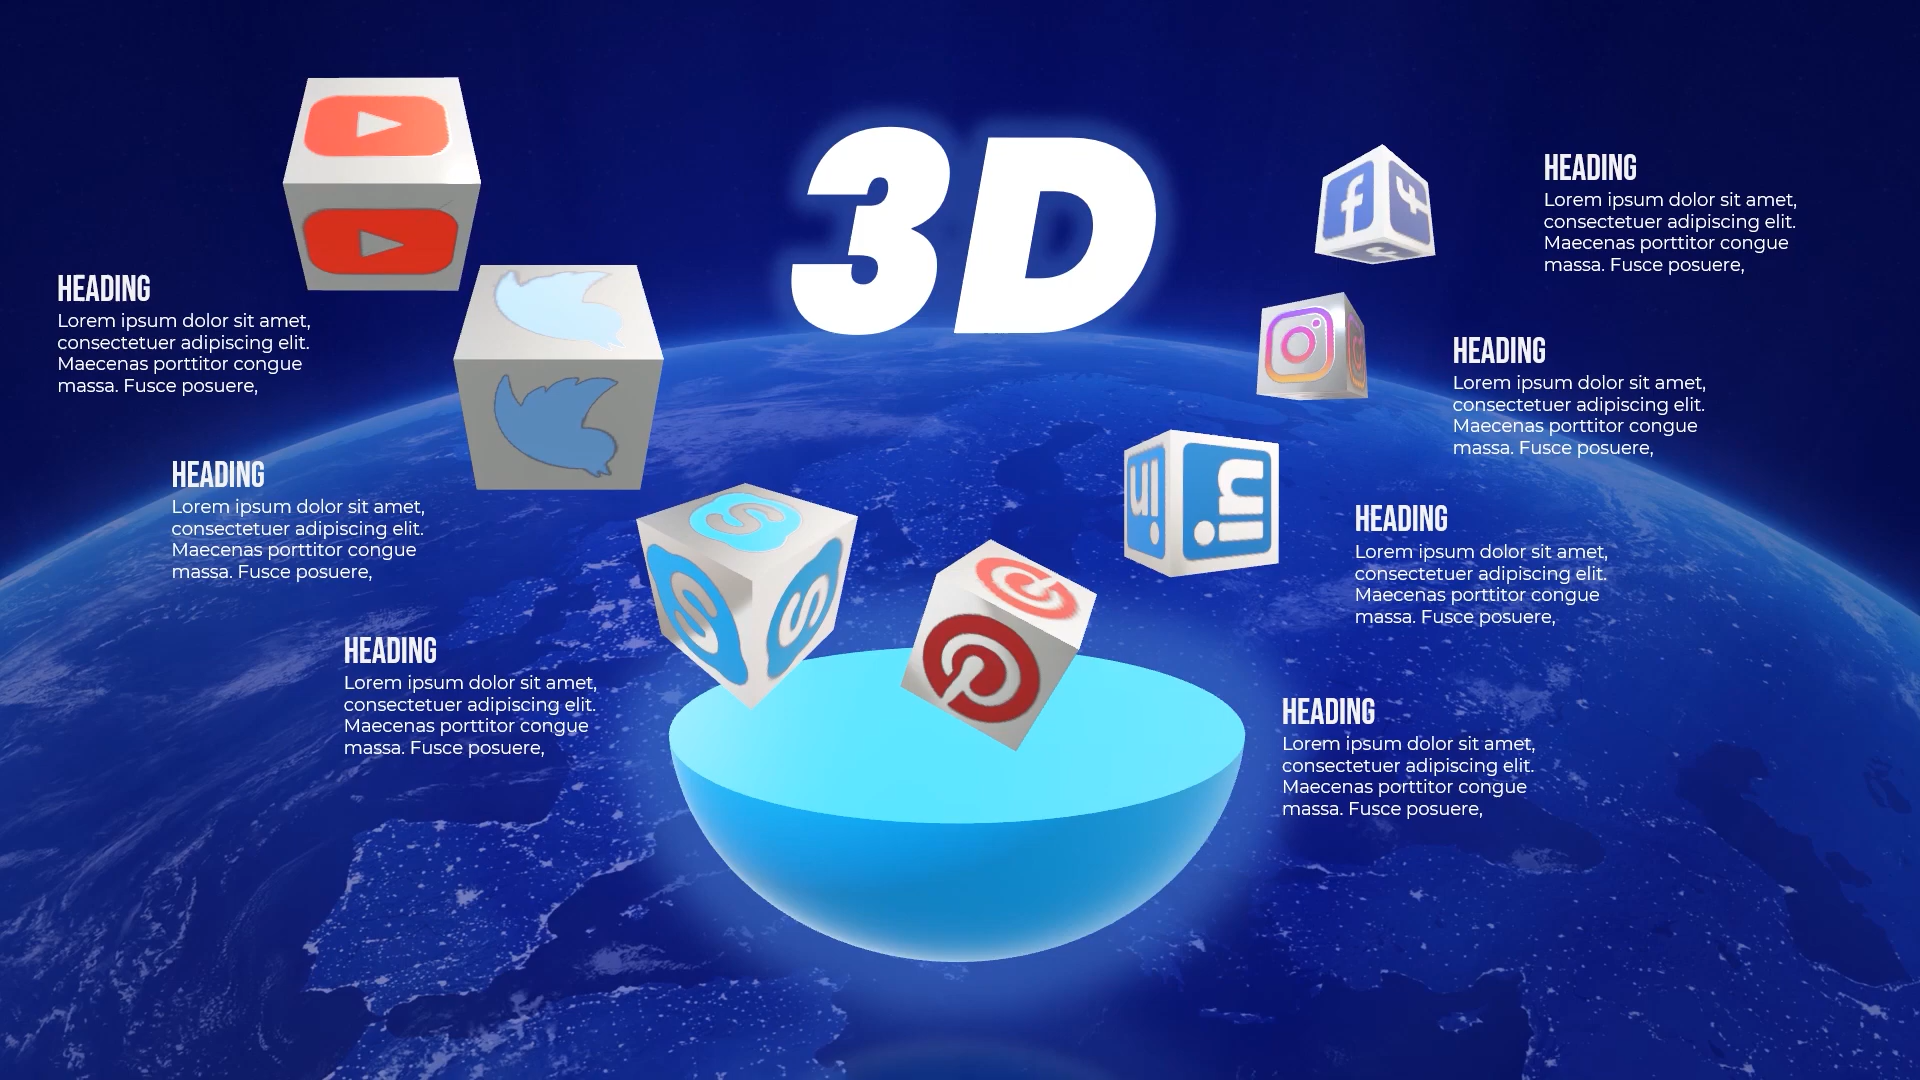 3D
HEADING
Lorem ipsum dolor sit amet,
consectetuer adipiscing elit.
Maecenas porttitor congue
massa. Fusce posuere,
HEADING
Lorem ipsum dolor sit amet,
consectetuer adipiscing elit.
Maecenas porttitor congue
massa. Fusce posuere,
HEADING
Lorem ipsum dolor sit amet,
consectetuer adipiscing elit.
Maecenas porttitor congue
massa. Fusce posuere,
HEADING
Lorem ipsum dolor sit amet,
consectetuer adipiscing elit.
Maecenas porttitor congue
massa. Fusce posuere,
HEADING
Lorem ipsum dolor sit amet,
consectetuer adipiscing elit.
Maecenas porttitor congue
massa. Fusce posuere,
HEADING
Lorem ipsum dolor sit amet,
consectetuer adipiscing elit.
Maecenas porttitor congue
massa. Fusce posuere,
HEADING
Lorem ipsum dolor sit amet,
consectetuer adipiscing elit.
Maecenas porttitor congue
massa. Fusce posuere,